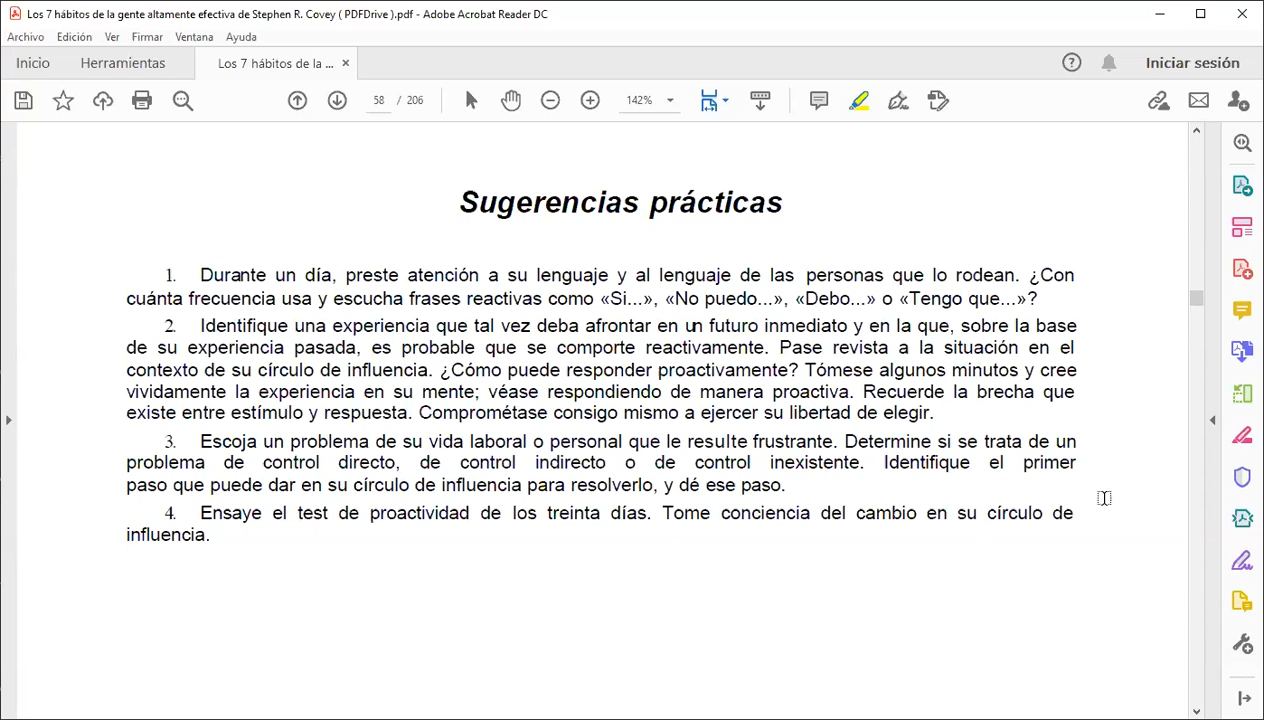 Los 7 hábitos de la gente altamente efectiva de Stephen R. Covey ( PDFDrive ).pdf - Adobe Acrobat Reader DC
Archivo Edición Ver Firmar Ventana Ayuda
Inicio Herramientas Los 7 hábitos de la ... × Iniciar sesión
58 / 206 142%
Sugerencias prácticas
1. Durante un día, preste atención a su lenguaje y al lenguaje de las personas que lo rodean. ¿Con
cuánta frecuencia usa y escucha frases reactivas como «Si...», «No puedo...», «Debo...» o «Tengo que...»?
2. Identifique una experiencia que tal vez deba afrontar en un futuro inmediato y en la que, sobre la base
de su experiencia pasada, es probable que se comporte reactivamente. Pase revista a la situación en el
contexto de su círculo de influencia. ¿Cómo puede responder proactivamente? Tómese algunos minutos y cree
vividamente la experiencia en su mente; véase respondiendo de manera proactiva. Recuerde la brecha que
existe entre estímulo y respuesta. Comprométase consigo mismo a ejercer su libertad de elegir.
3. Escoja un problema de su vida laboral o personal que le resulte frustrante. Determine si se trata de un
problema de control directo, de control indirecto o de control inexistente. Identifique el primer
paso que puede dar en su círculo de influencia para resolverlo, y dé ese paso.
4. Ensaye el test de proactividad de los treinta días. Tome conciencia del cambio en su círculo de
influencia.